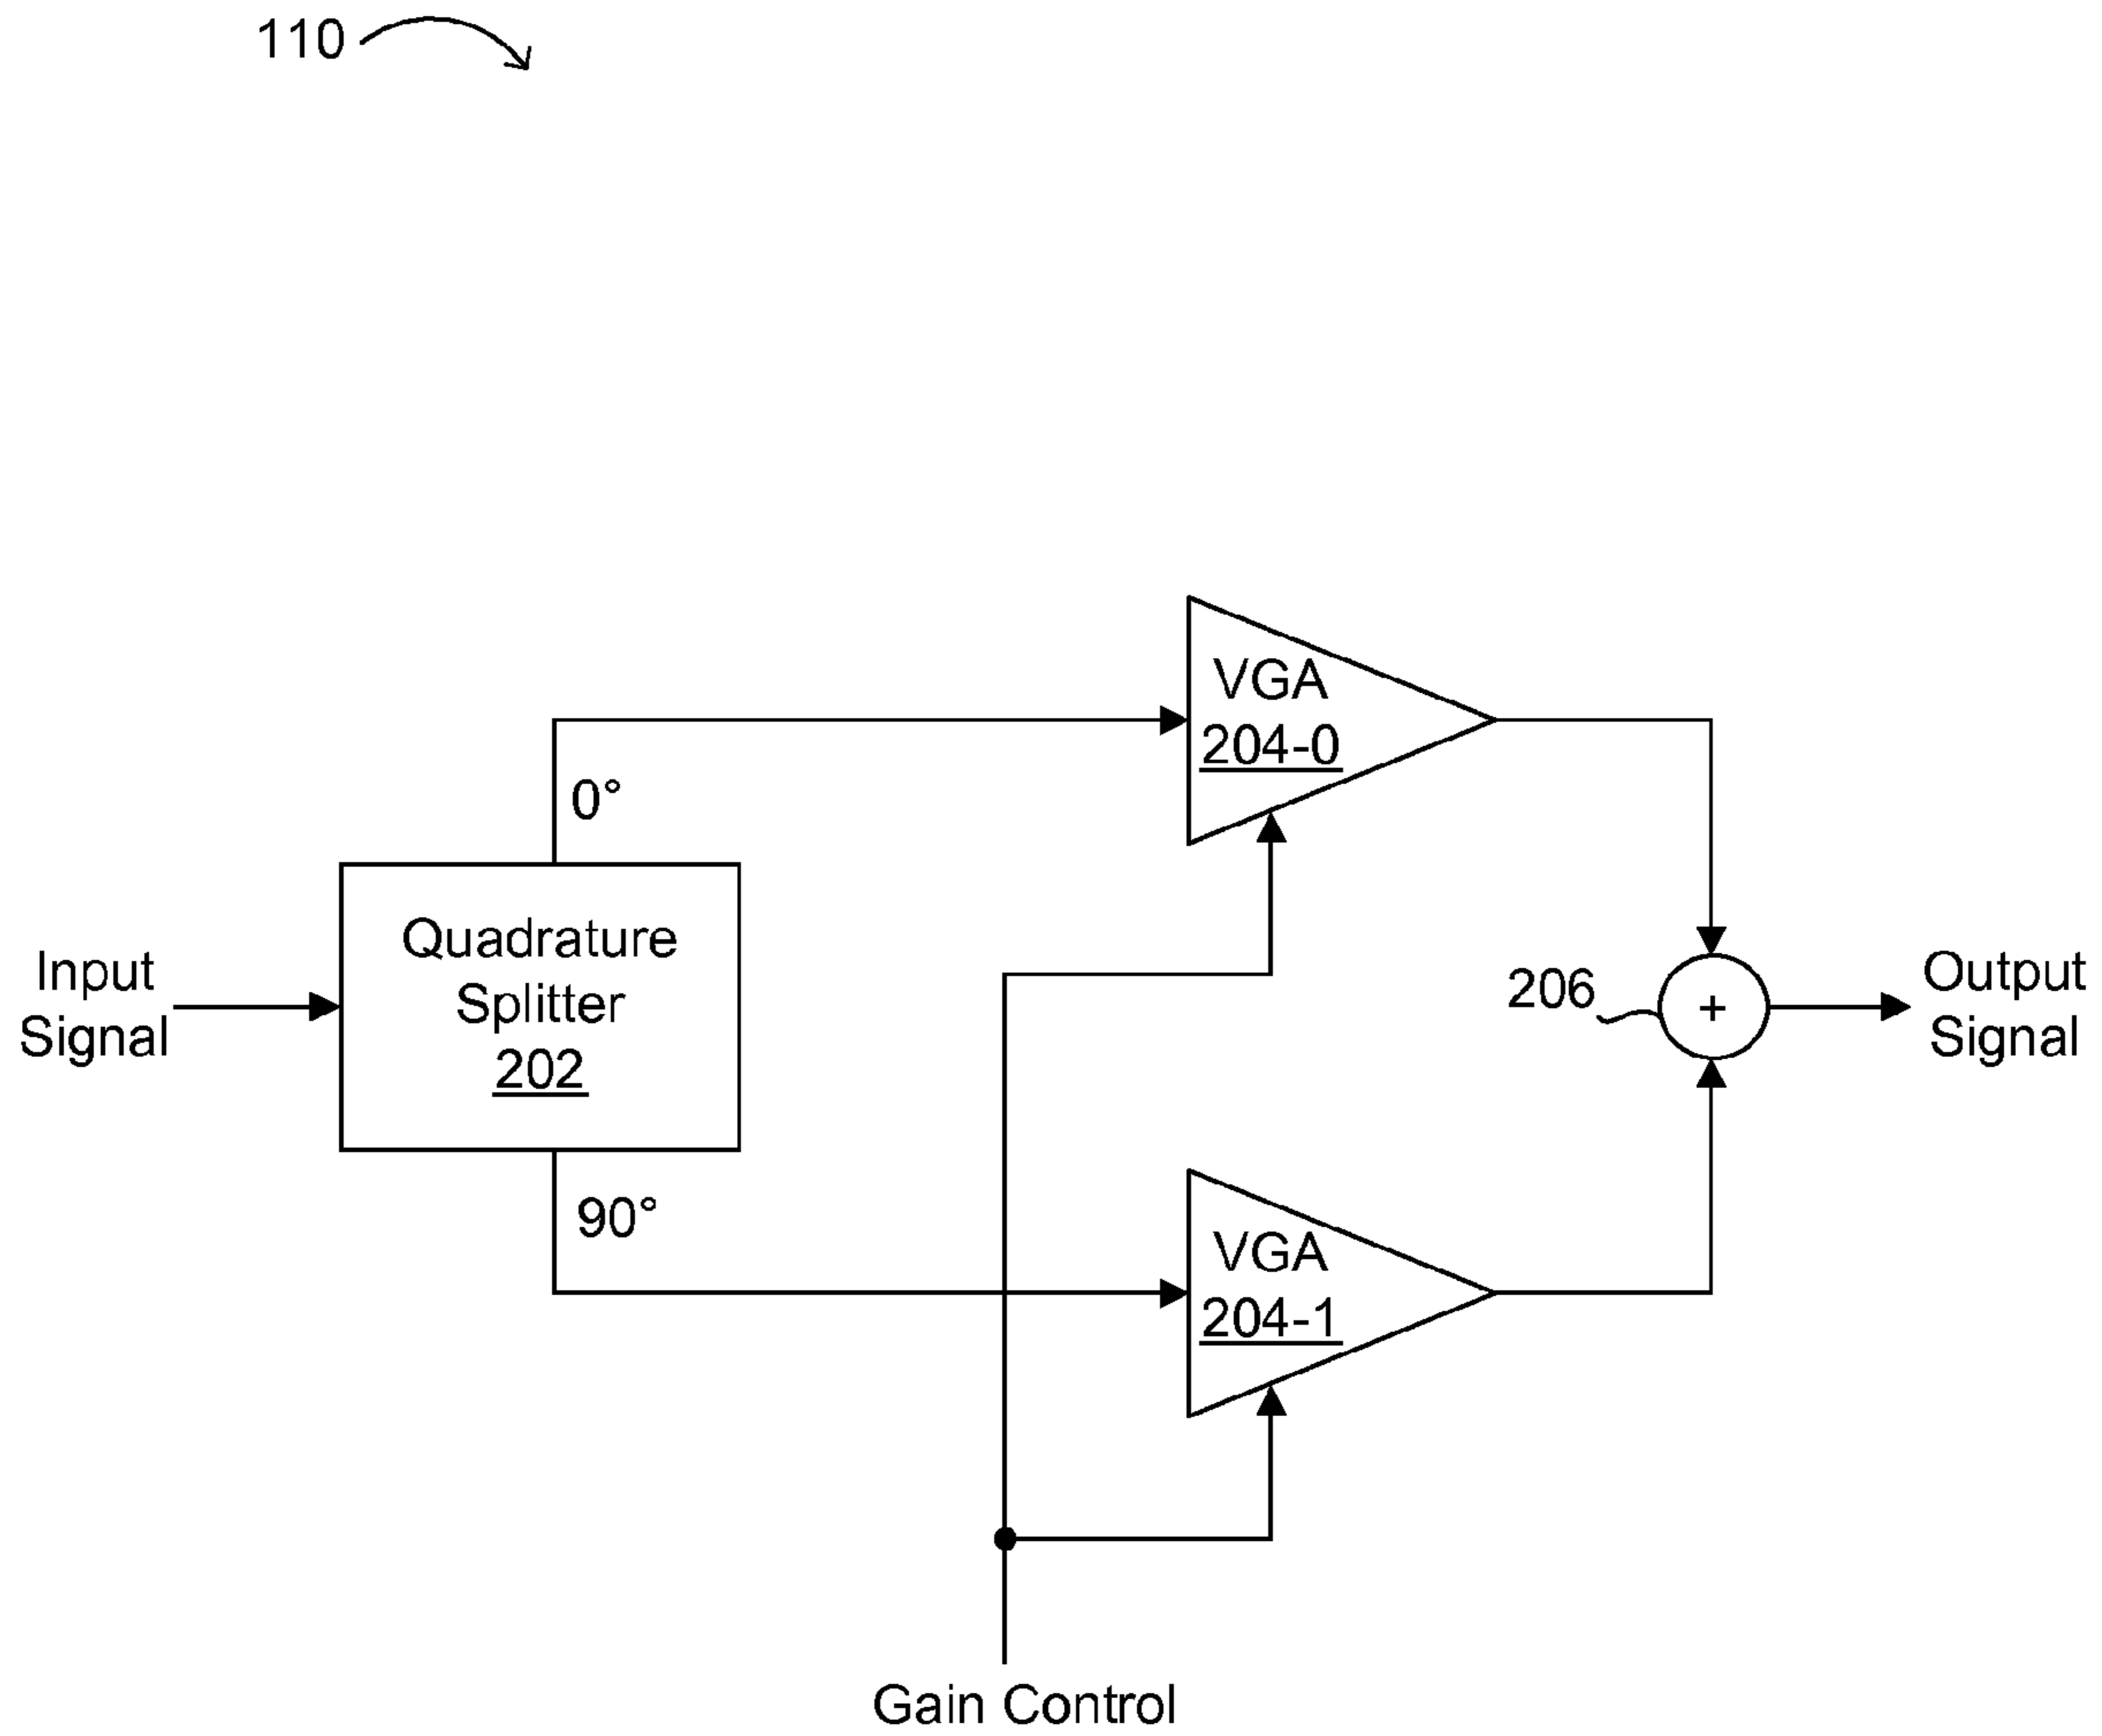 110
VGA
204-0
0°
Quadrature
Splitter
202
Input
Signal
206
+
Output
Signal
90°
VGA
204-1
Gain Control